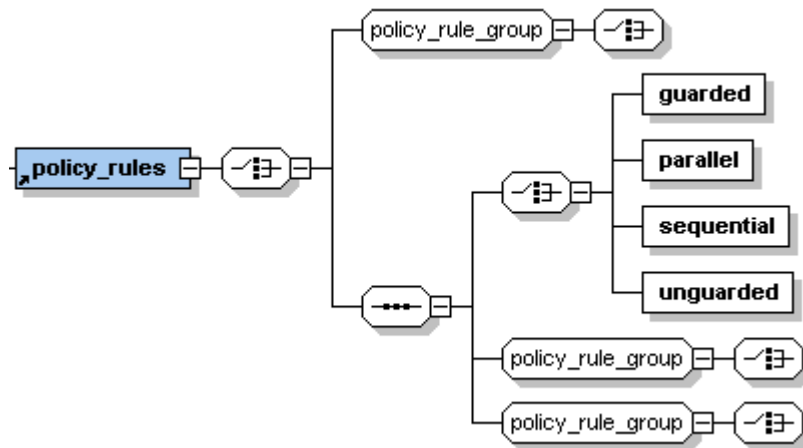 policy_rule_group
guarded
parallel
policy_rules
sequential
unguarded
policy_rule_group
policy_rule_group